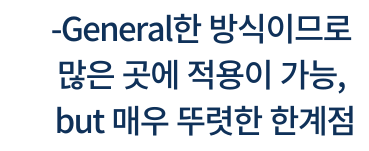 -General한 방식이므로
많은 곳에 적용이 가능,
but 매우 뚜렷한 한계점